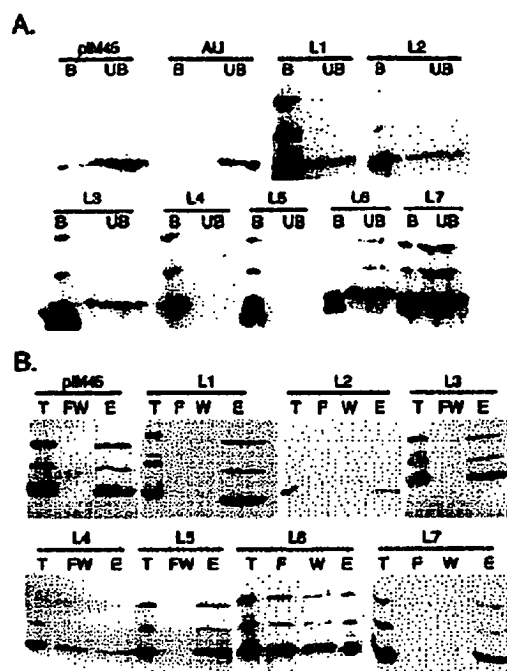 A.
pIM45 AU L1 L2
B UB B UB B UB B UB
L3 L4 L5 L6 L7
B UB B UB B UB B UB B UB
B.
pIM45 L1 L2 L3
T FW E T F W E T F W E T FW E
L4 L5 L6 L7
T FW E T FW E T F W E T F W E